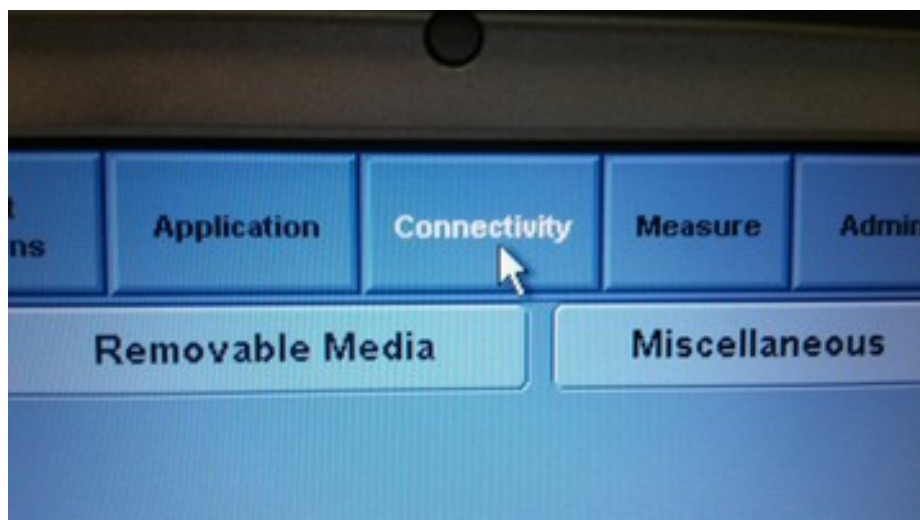 Application
Connectivity
Measure
Removable Media
Miscellaneous